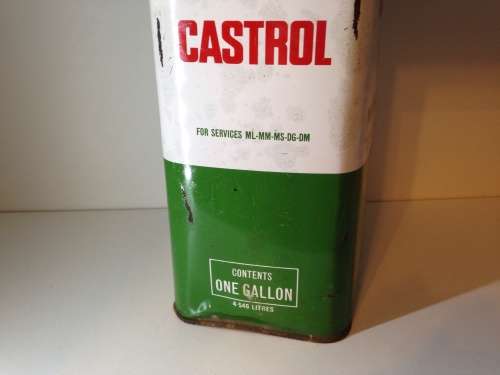 CASTROL
FOR SERVICES ML-MM-MS-DG-DM
CONTENTS
ONE GALLON
4·546 LITRES